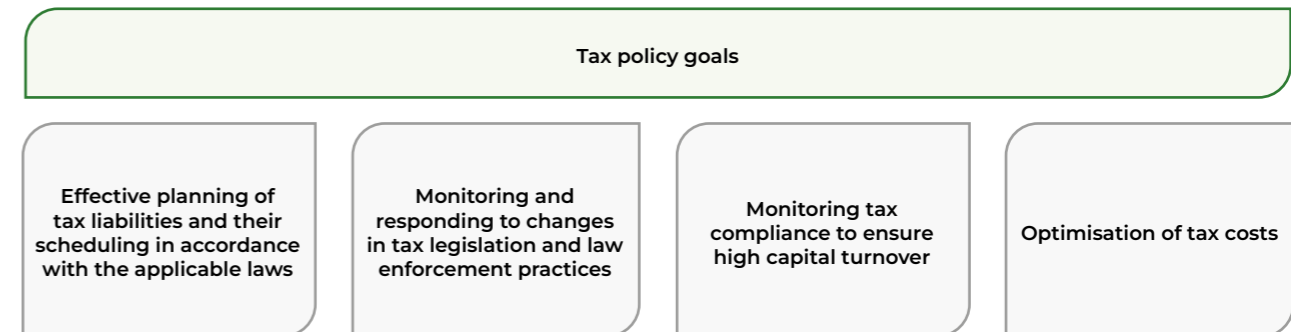 Tax policy goals
Effective planning of
tax liabilities and their
scheduling in accordance
with the applicable laws
Monitoring and
responding to changes
in tax legislation and law
enforcement practices
Monitoring tax
compliance to ensure
high capital turnover
Optimisation of tax costs